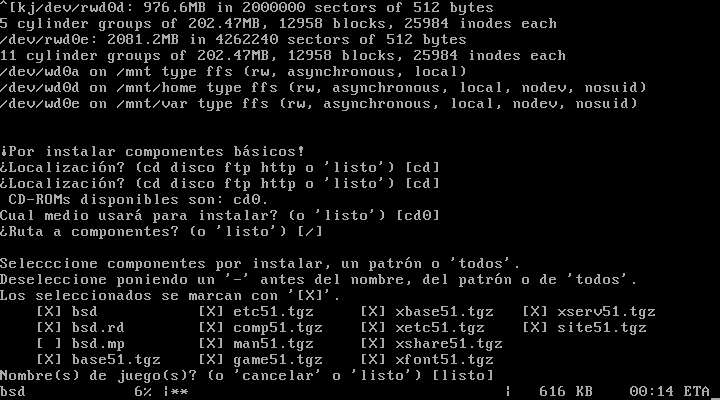 ^[kj/dev/rwd0d: 976.6MB in 2000000 sectors of 512 bytes
5 cylinder groups of 202.47MB, 12958 blocks, 25984 inodes each
/dev/rwd0e: 2081.2MB in 4262240 sectors of 512 bytes
11 cylinder groups of 202.47MB, 12958 blocks, 25984 inodes each
/dev/wd0a on /mnt type ffs (rw, asynchronous, local)
/dev/wd0d on /mnt/home type ffs (rw, asynchronous, local, nodev, nosuid)
/dev/wd0e on /mnt/var type ffs (rw, asynchronous, local, nodev, nosuid)
¡Por instalar componentes básicos!
¿Localización? (cd disco ftp http o 'listo') [cd]
¿Localización? (cd disco ftp http o 'listo') [cd]
CD-ROMs disponibles son: cd0.
Cual medio usará para instalar? (o 'listo') [cd0]
¿Ruta a componentes? (o 'listo') [/]
Selecccione componentes por instalar, un patrón o 'todos'.
Deseleccione poniendo un '-' antes del nombre, del patrón o de 'todos'.
Los seleccionados se marcan con '[X]'.
[X] bsd [X] etc51.tgz [X] xbase51.tgz [X] xserv51.tgz
[X] bsd.rd [X] comp51.tgz [X] xetc51.tgz [X] site51.tgz
[ ] bsd.mp [X] man51.tgz [X] xshare51.tgz
[X] base51.tgz [X] game51.tgz [X] xfont51.tgz
Nombre(s) de juego(s)? (o 'cancelar' o 'listo') [listo]
bsd 6% |** | 616 KB 00:14 ETA